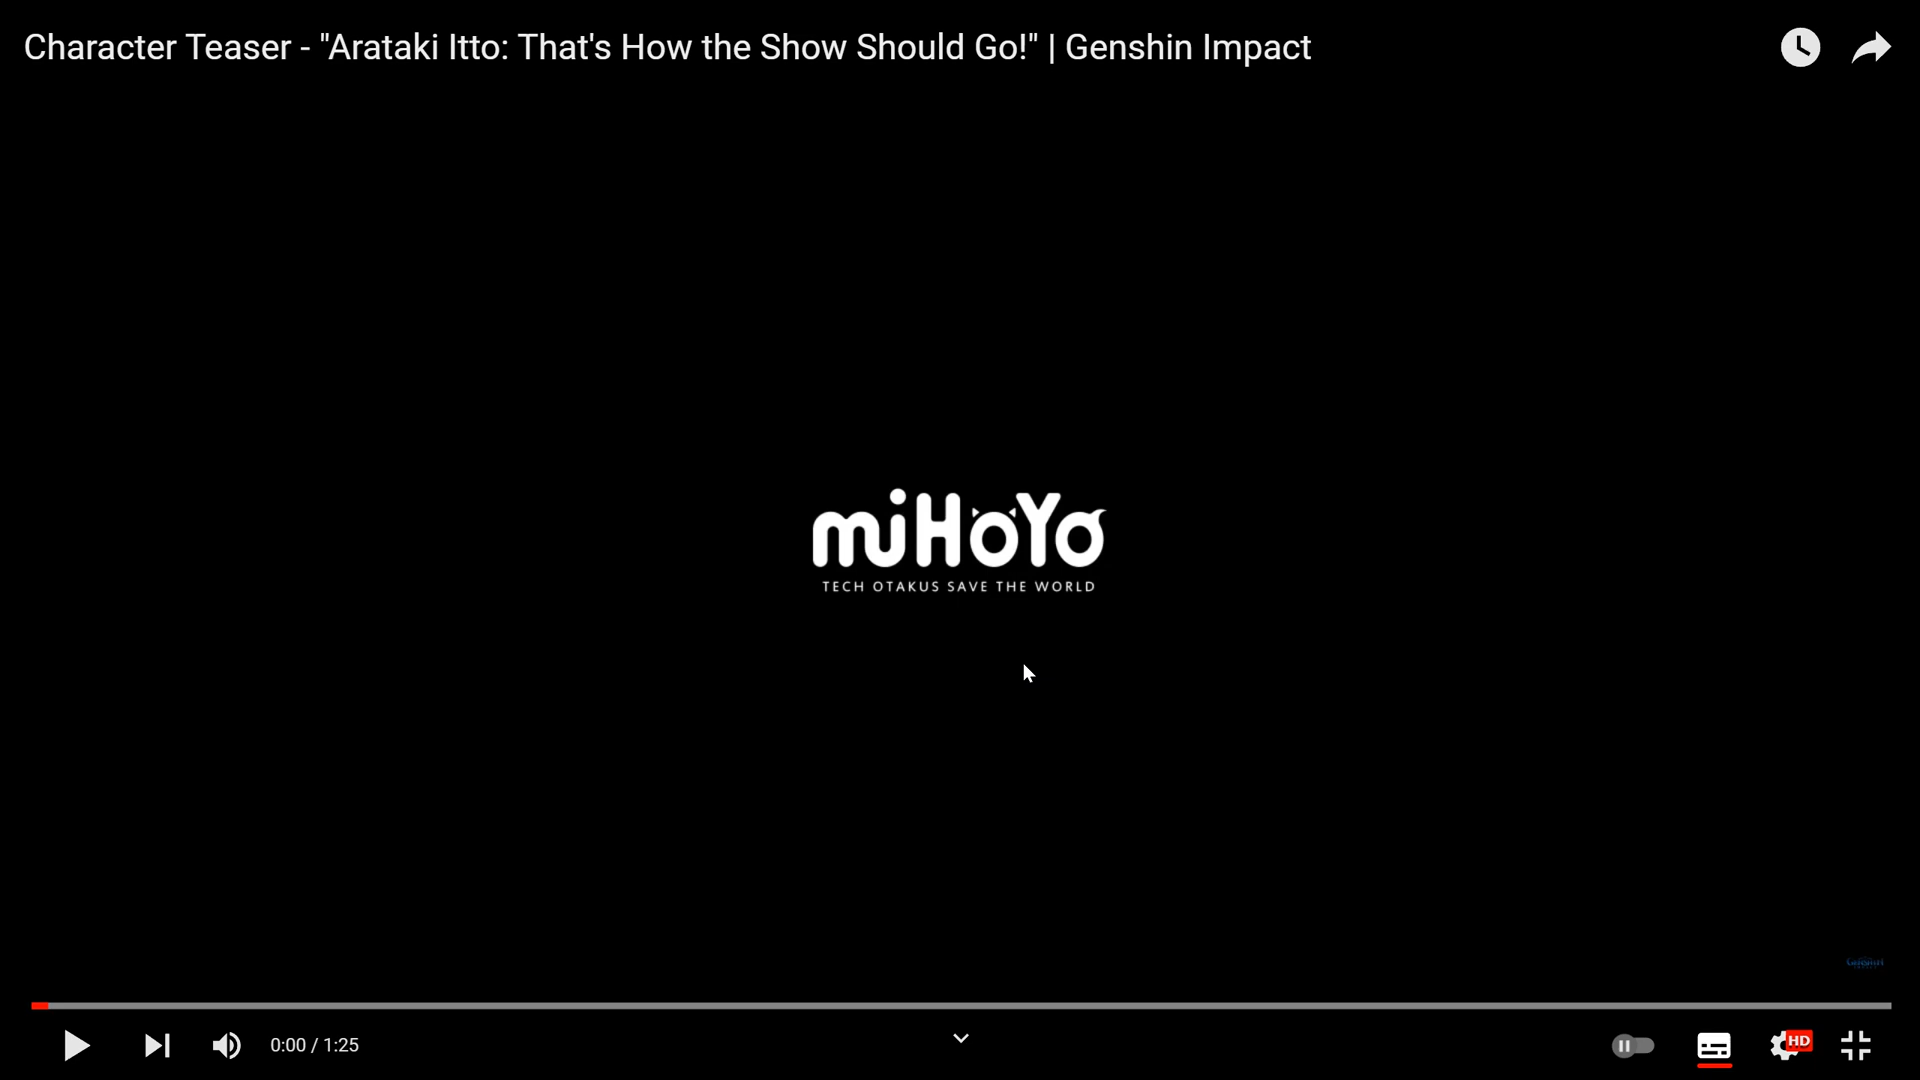 Character Teaser - "Arataki Itto: That's How the Show Should Go!" | Genshin Impact
miHoYo
TECH OTAKUS SAVE THE WORLD
0:00 / 1:25
HD